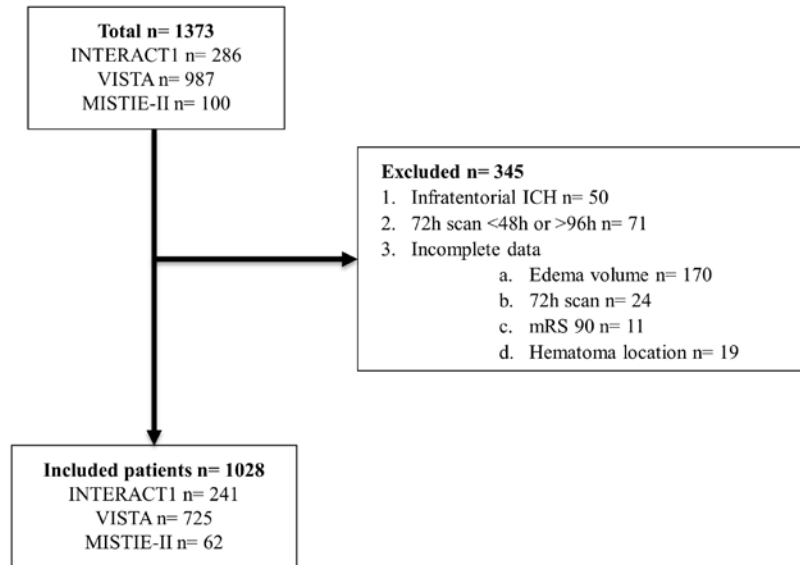 Total n= 1373
INTERACT1 n= 286
VISTA n= 987
MISTIE-II n= 100
Excluded n= 345
1. Infratentorial ICH n= 50
2. 72h scan <48h or >96h n= 71
3. Incomplete data
a. Edema volume n= 170
b. 72h scan n= 24
c. mRS 90 n= 11
d. Hematoma location n= 19
Included patients n= 1028
INTERACT1 n= 241
VISTA n= 725
MISTIE-II n= 62